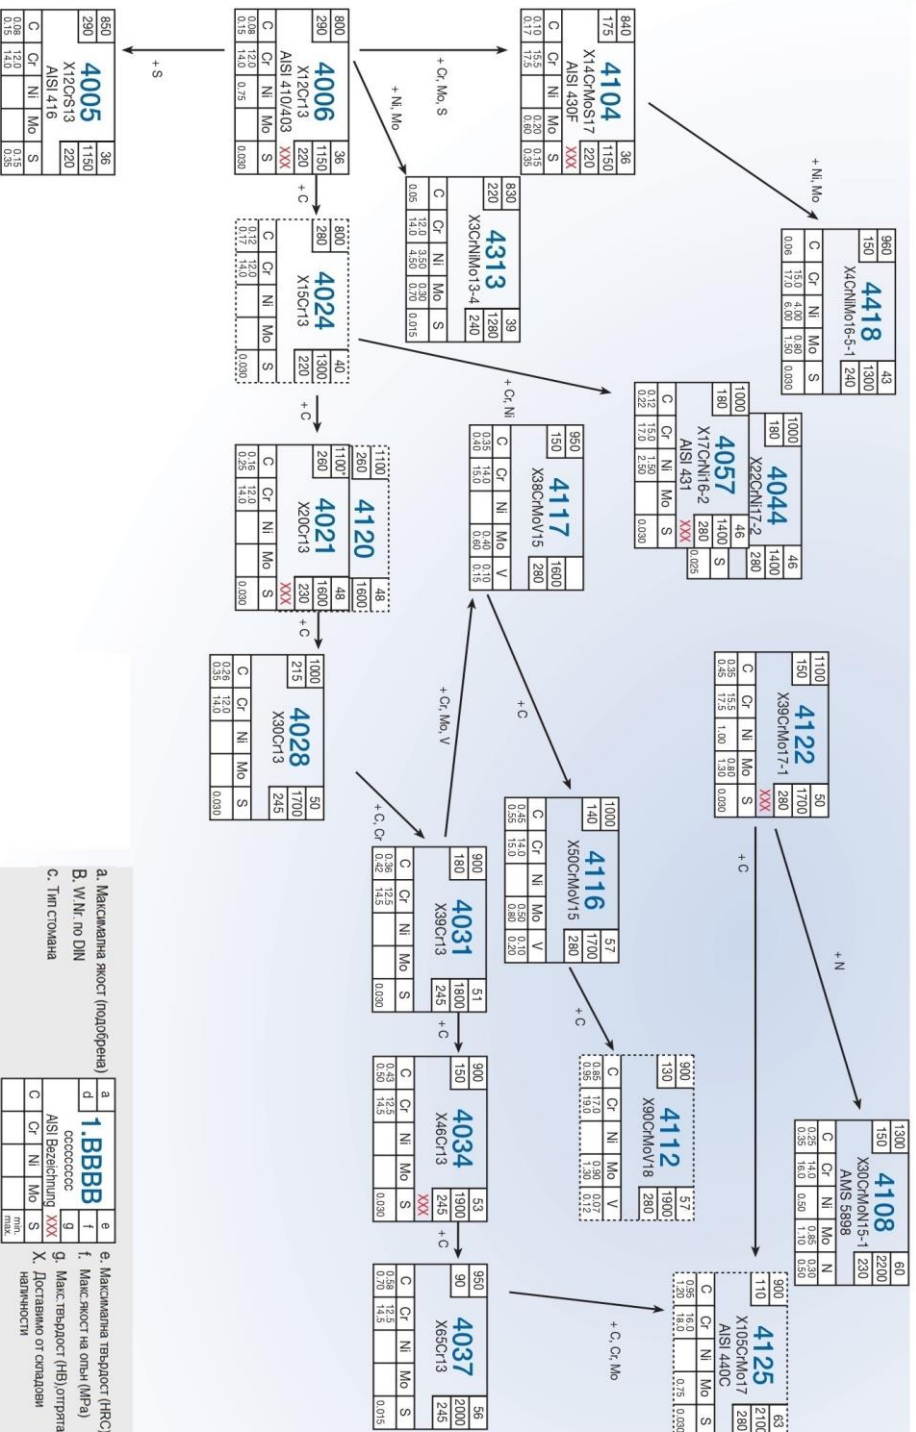 840 4104 36
175 X14CrMoS17 1150
AISI 430F XXX 220
C Cr Ni Mo S
0.10 15.5 0.20 0.15
0.17 17.5 0.60 0.35
+ Ni, Mo
960 4418 43
150 X4CrNiMo16-5-1 1300
240
C Cr Ni Mo S
0.06 15.0 4.00 0.80 0.030
17.0 6.00 1.50
1000 4044 46
180 X22CrNi17-2 1400
280
S
0.025
1000 4057 46
180 X17CrNi16-2 1400
AISI 431 XXX 280
C Cr Ni Mo S
0.12 15.0 1.50 0.030
0.22 17.0 2.50
1100 4122 50
150 X39CrMo17-1 1700
XXX 280
C Cr Ni Mo S
0.35 15.5 0.80 0.030
0.45 17.5 1.00 1.30
+ N
+ C
1300 4108 60
150 X30CrMoN15-1 2200
AMS 5898 230
C Cr Ni Mo N
0.25 14.0 0.85 0.30
0.35 16.0 0.50 1.10 0.50
900 4125 63
110 X105CrMo17 2100
AISI 440C 280
C Cr Ni Mo S
0.95 16.0 0.030
1.20 18.0 0.75
+ Cr, Mo, S
+ Ni, Mo
830 4313 39
220 X3CrNiMo13-4 1280
240
C Cr Ni Mo S
0.05 12.0 3.50 0.30 0.015
14.0 4.50 0.70
+ Cr, Ni
950 4117
150 X38CrMoV15 1600
280
C Cr Ni Mo V
0.35 14.0 0.40 0.10
0.40 15.0 0.60 0.15
+ C
1000 4116 57
140 X50CrMoV15 1700
280
C Cr Ni Mo V
0.45 14.0 0.50 0.10
0.55 15.0 0.80 0.20
+ C
900 4112 57
130 X90CrMoV18 1900
280
C Cr Ni Mo V
0.85 17.0 0.90 0.07
0.95 19.0 1.30 0.12
+ Cr, Mo, V
+ C, Cr, Mo
800 4006 36
290 X12Cr13 1150
AISI 410/403 XXX 220
C Cr Ni Mo S
0.08 12.0 0.030
0.15 14.0 0.75
+ C
800 4024 40
280 X15Cr13 1300
220
C Cr Ni Mo S
0.12 12.0 0.030
0.17 14.0
+ C
1100 4120 48
260 1600
1100* 4021 48
260 X20Cr13 1600
XXX 230
C Cr Ni Mo S
0.16 12.0 0.030
0.25 14.0
+ C
1000 4028 50
215 X30Cr13 1700
245
C Cr Ni Mo S
0.26 12.0 0.030
0.35 14.0
+ C, Cr
900 4031 51
180 X39Cr13 1800
245
C Cr Ni Mo S
0.36 12.5 0.030
0.42 14.5
+ C
900 4034 53
150 X46Cr13 1900
XXX 245
C Cr Ni Mo S
0.43 12.5 0.030
0.50 14.5
+C
950 4037 56
90 X65Cr13 2000
245
C Cr Ni Mo S
0.58 12.5 0.015
0.70 14.5
+ S
850 4005 36
290 X12CrS13 1150
AISI 416 220
C Cr Ni Mo S
0.08 12.0 0.15
0.15 14.0 0.35
a. Максимална якост (подобрена)
B. W.Nr. по DIN
c. Тип стомана
a 1.BBBB e
d ccccccccc f
AISI Bezeichnung XXX g
C Cr Ni Mo S
min.
max.
e. Максимална твърдост (HRC)
f. Макс.якост на опън (MPa)
g. Макс.твърдост (HB),отгрята
X. Доставимо от складови
наличности